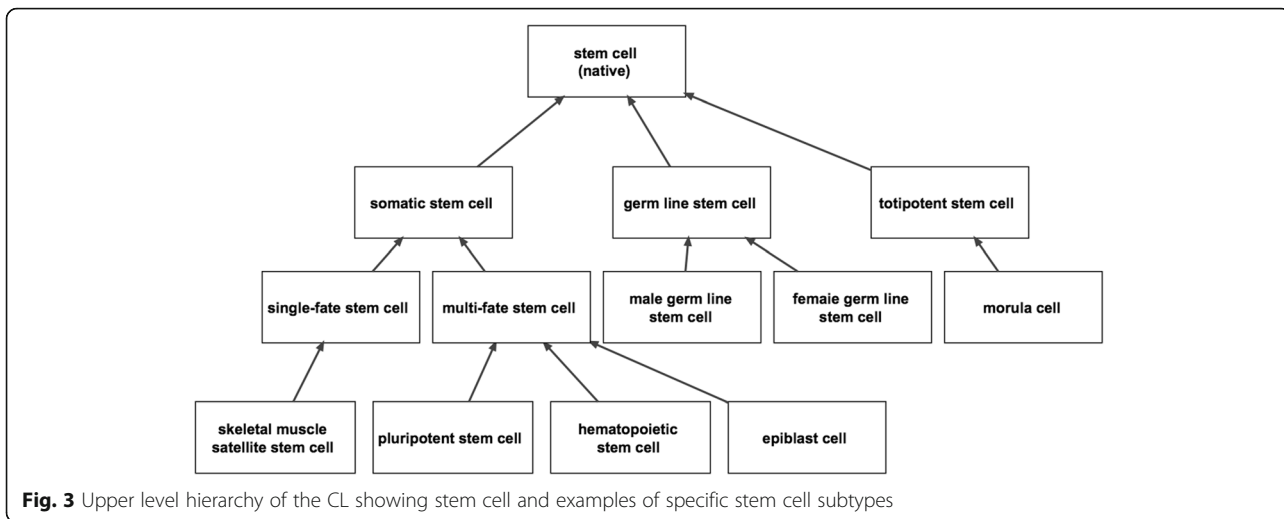 stem cell
(native)
somatic stem cell
germ line stem cell
totipotent stem cell
single-fate stem cell
multi-fate stem cell
male germ line
stem cell
femaie germ line
stem cell
morula cell
skeletal muscle
satellite stem cell
pluripotent stem cell
hematopoietic
stem cell
epiblast cell
Fig. 3 Upper level hierarchy of the CL showing stem cell and examples of specific stem cell subtypes